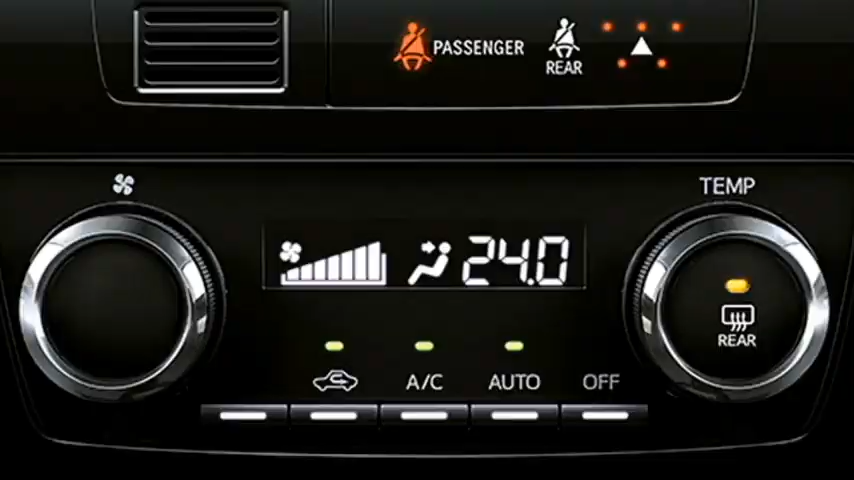 PASSENGER
REAR
TEMP
24.0
REAR
A/C
AUTO
OFF